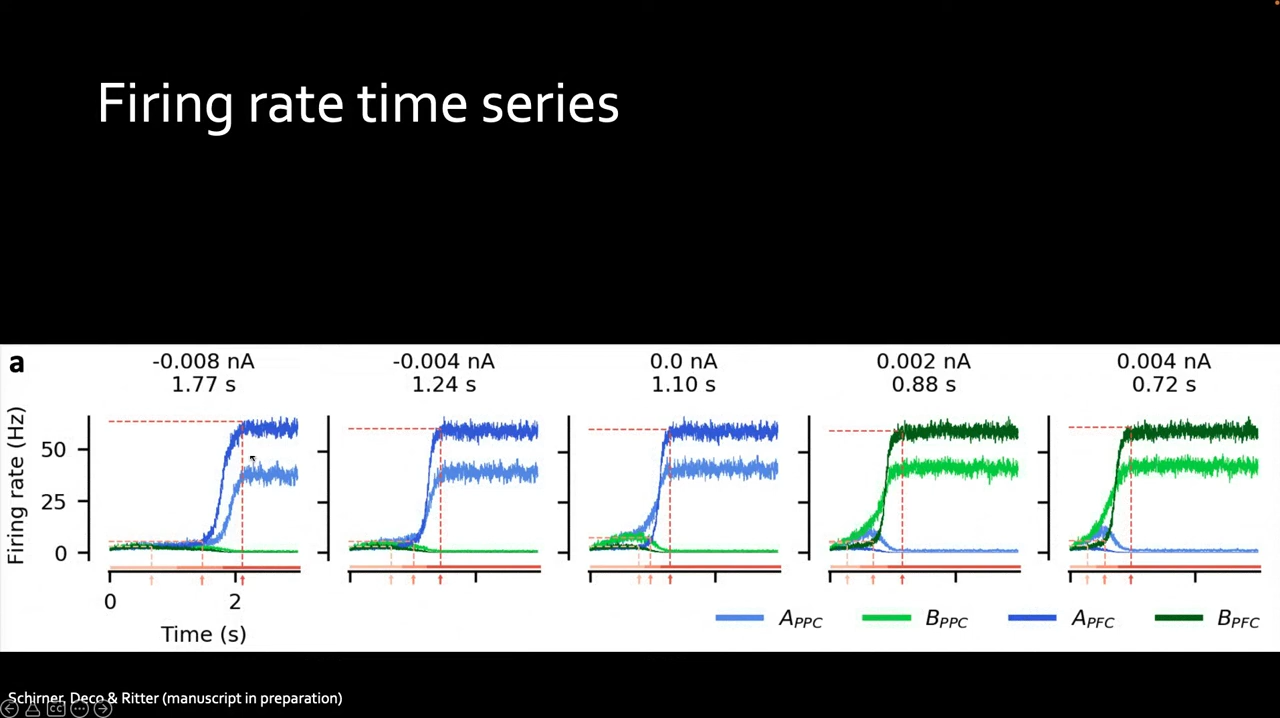 Firing rate time series
a
-0.008 nA
1.77 s
-0.004 nA
1.24 s
0.0 nA
1.10 s
0.002 nA
0.88 s
0.004 nA
0.72 s
Firing rate (Hz)
50
25
0
0 2
Time (s)
A_PPC B_PPC A_PFC B_PFC
Schirner, Deco & Ritter (manuscript in preparation)
CC